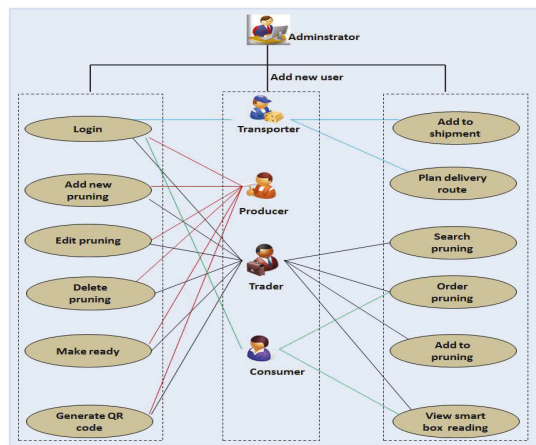 Adminstrator
Add new user
Login
Add new
pruning
Edit pruning
Delete
pruning
Make ready
Generate QR
code
Transporter
Producer
Trader
Consumer
Add to
shipment
Plan delivery
route
Search
pruning
Order
pruning
Add to
pruning
View smart
box reading